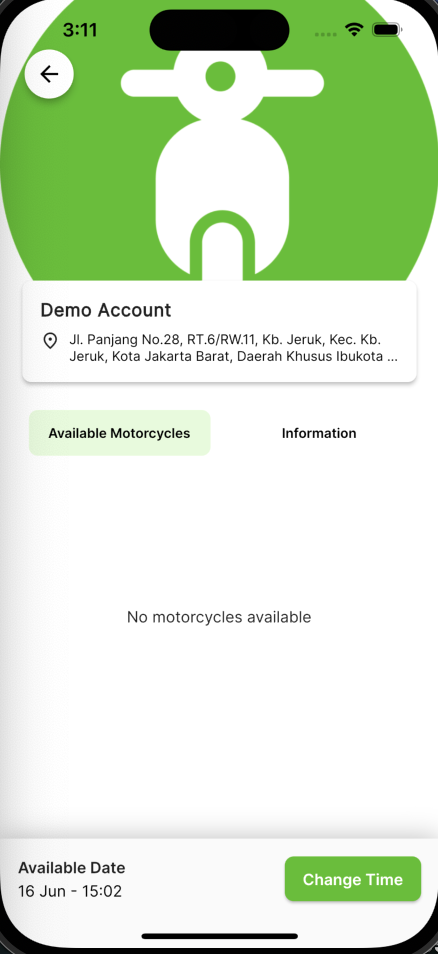 3:11
Demo Account
Jl. Panjang No.28, RT.6/RW.11, Kb. Jeruk, Kec. Kb.
Jeruk, Kota Jakarta Barat, Daerah Khusus Ibukota ...
Available Motorcycles
Information
No motorcycles available
Available Date
16 Jun - 15:02
Change Time